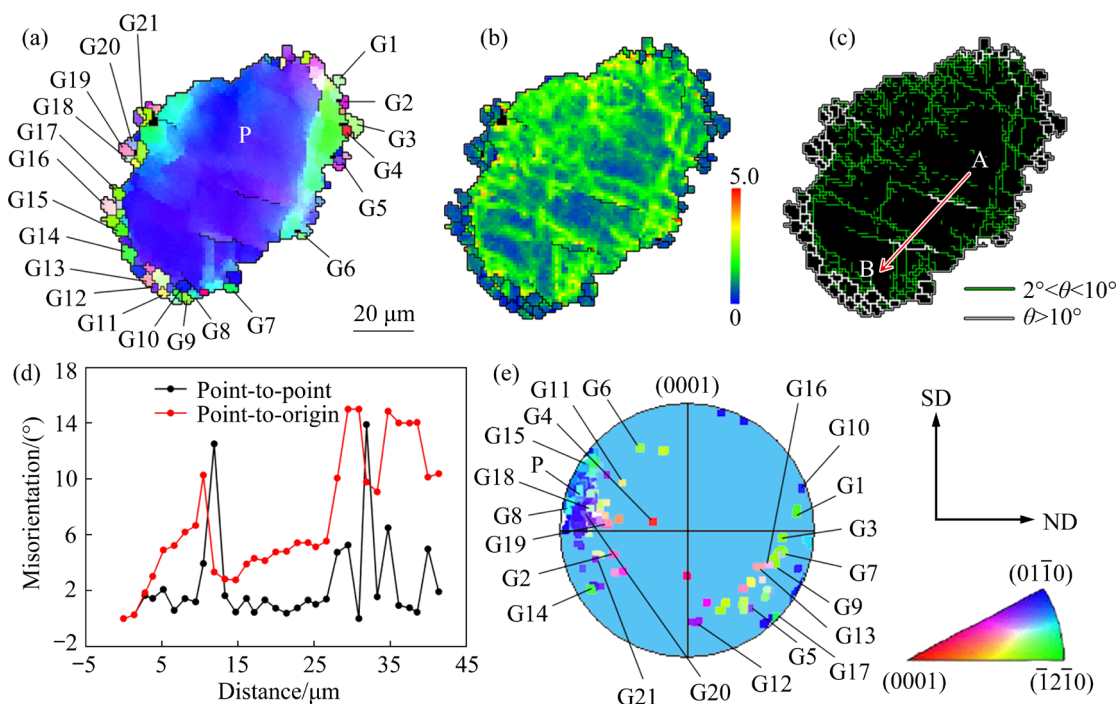 (a)
G21
G20
G19
G18
G17
G16
G15
G14
G13
G12
G11
G10
G9
G8
G7
G6
G5
G4
G3
G2
G1
P
20 μm
(b)
5.0
0
(c)
A
B
2°<θ<10°
θ>10°
(d)
Point-to-point
Point-to-origin
Misorientation/(°)
18
14
10
6
2
−2
−5
5
15
25
35
45
Distance/μm
(e)
(0001)
G11
G6
G4
G15
P
G18
G8
G19
G2
G14
G21
G20
G12
G5
G17
G13
G9
G7
G3
G1
G10
G16
SD
ND
(011̅0)
(0001)
(1̅21̅0)